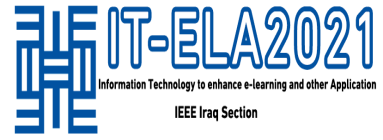 IT-ELA2021
Information Technology to enhance e-learning and other Application
IEEE Iraq Section